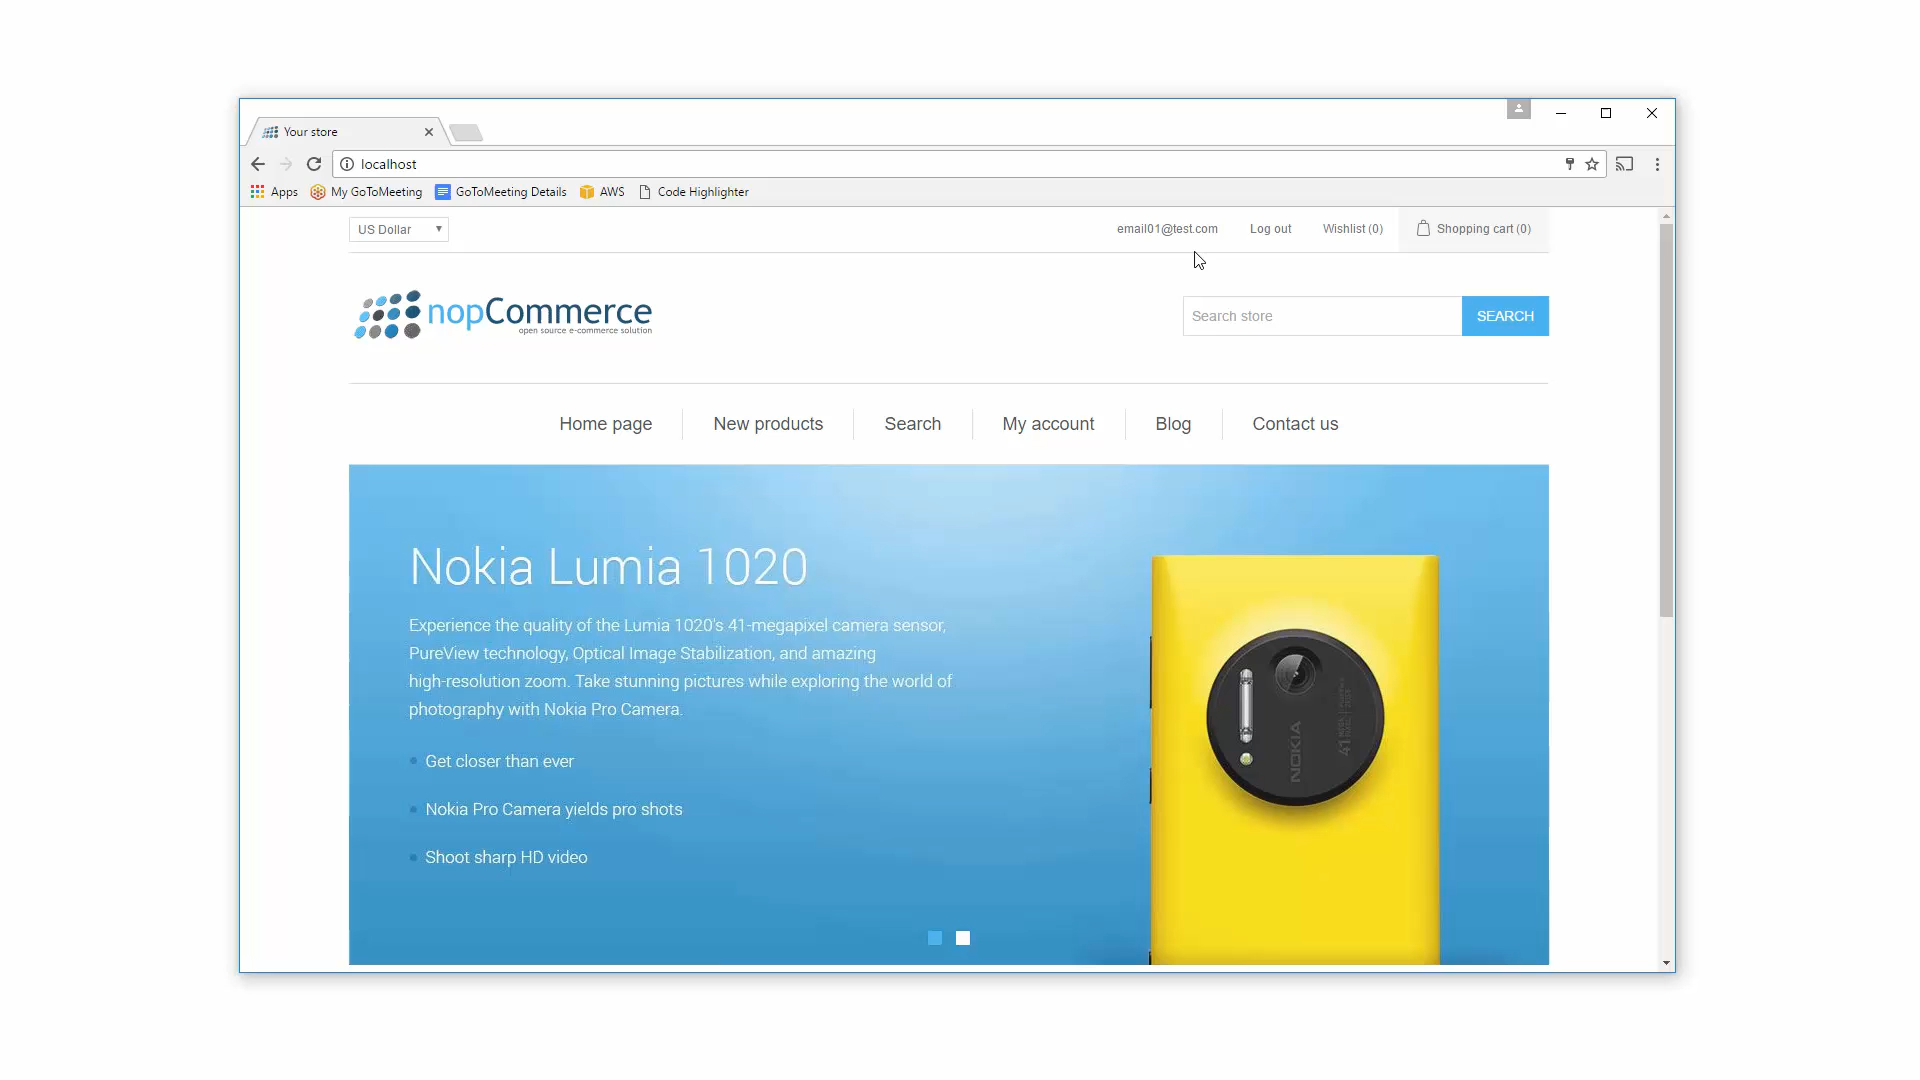 Your store
localhost
Apps My GoToMeeting GoToMeeting Details AWS Code Highlighter
US Dollar email01@test.com Log out Wishlist (0) Shopping cart (0)
nopCommerce
open source e-commerce solution
Search store SEARCH
Home page New products Search My account Blog Contact us
Nokia Lumia 1020
Experience the quality of the Lumia 1020's 41-megapixel camera sensor,
PureView technology, Optical Image Stabilization, and amazing
high-resolution zoom. Take stunning pictures while exploring the world of
photography with Nokia Pro Camera.
Get closer than ever
Nokia Pro Camera yields pro shots
Shoot sharp HD video
NOKIA
41